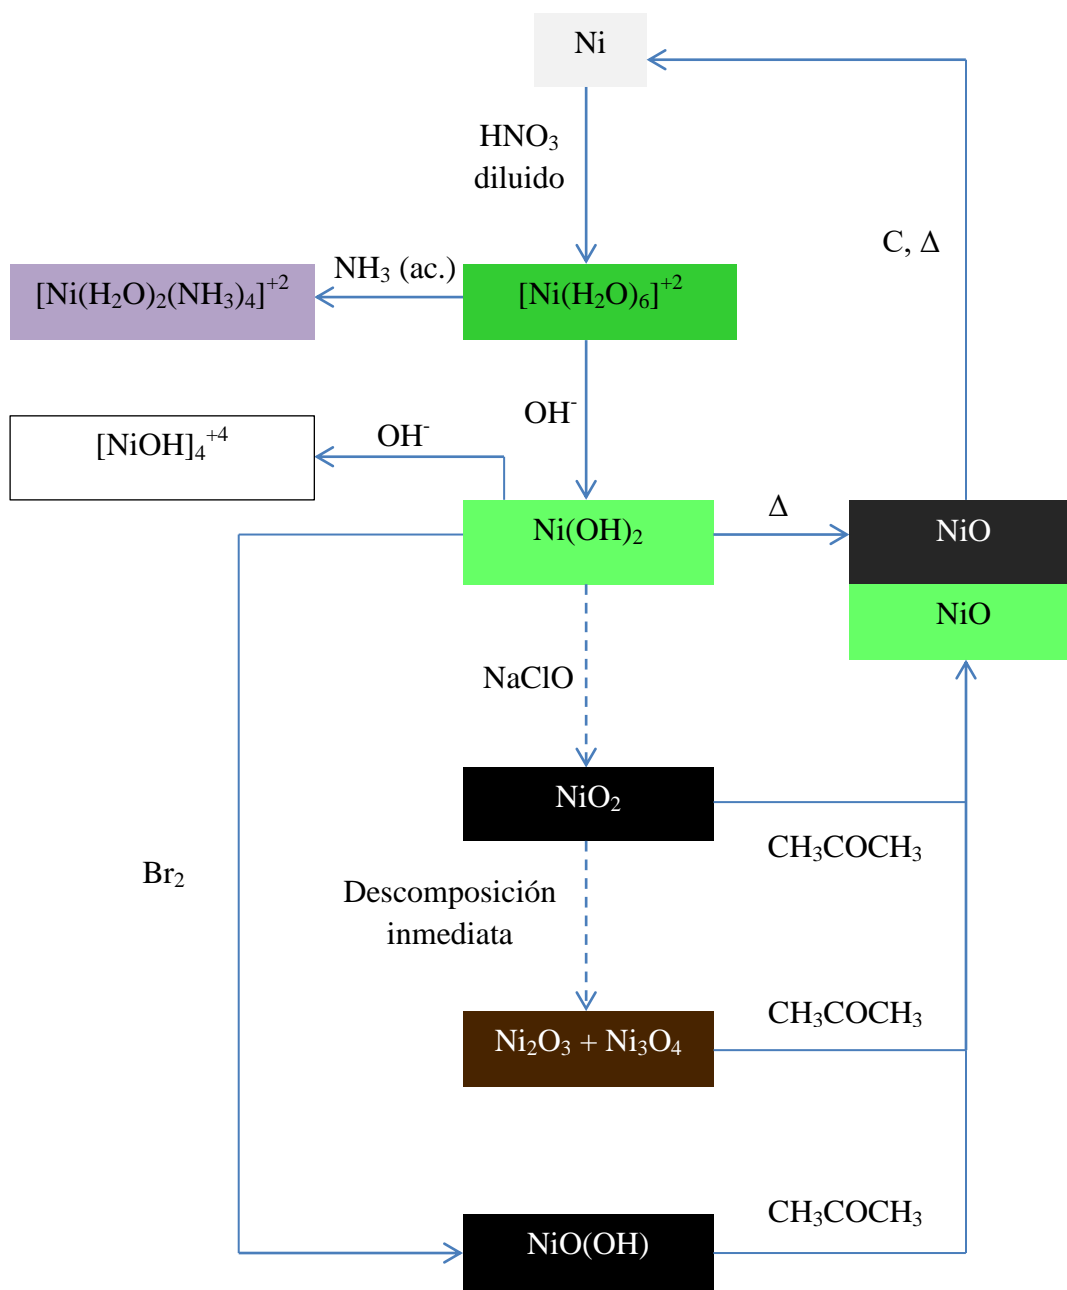 Ni
HNO₃
diluido
C, Δ
NH₃ (ac.)
[Ni(H₂O)₂(NH₃)₄]⁺²
[Ni(H₂O)₆]⁺²
OH⁻
OH⁻
[NiOH]₄⁺⁴
Δ
Ni(OH)₂
NiO
NiO
NaClO
NiO₂
CH₃COCH₃
Br₂
Descomposición
inmediata
CH₃COCH₃
Ni₂O₃ + Ni₃O₄
CH₃COCH₃
NiO(OH)